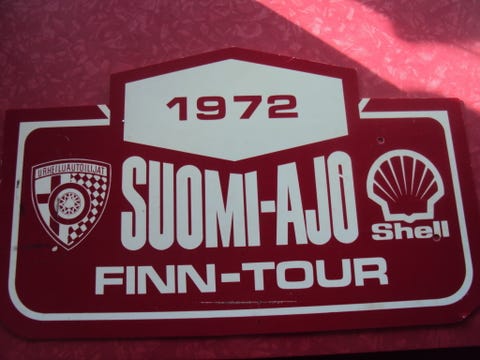 1972
URHEILUAUTOILIJAT
SUOMI-AJO
Shell
FINN-TOUR